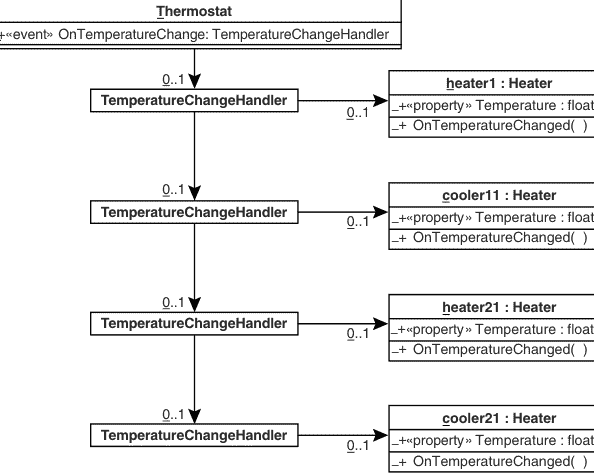 Thermostat
+«event» OnTemperatureChange: TemperatureChangeHandler
0..1
TemperatureChangeHandler
0..1
heater1 : Heater
+«property» Temperature : float
+ OnTemperatureChanged( )
0..1
TemperatureChangeHandler
0..1
cooler11 : Heater
+«property» Temperature : float
+ OnTemperatureChanged( )
0..1
TemperatureChangeHandler
0..1
heater21 : Heater
+«property» Temperature : float
+ OnTemperatureChanged( )
0..1
TemperatureChangeHandler
0..1
cooler21 : Heater
+«property» Temperature : float
+ OnTemperatureChanged( )